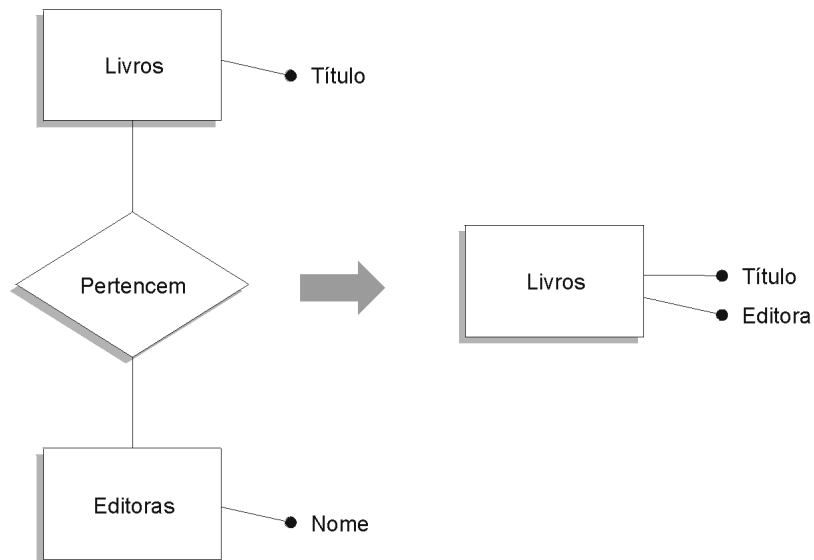 Livros
Título
Pertencem
Editoras
Nome
Livros
Título
Editora